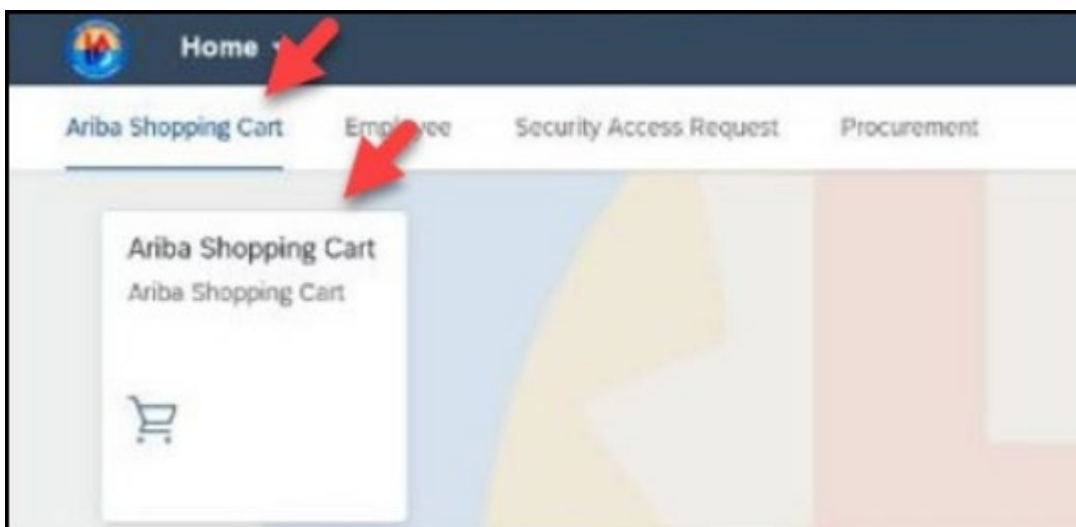 Home
Ariba Shopping Cart Employee Security Access Request Procurement
Ariba Shopping Cart
Ariba Shopping Cart